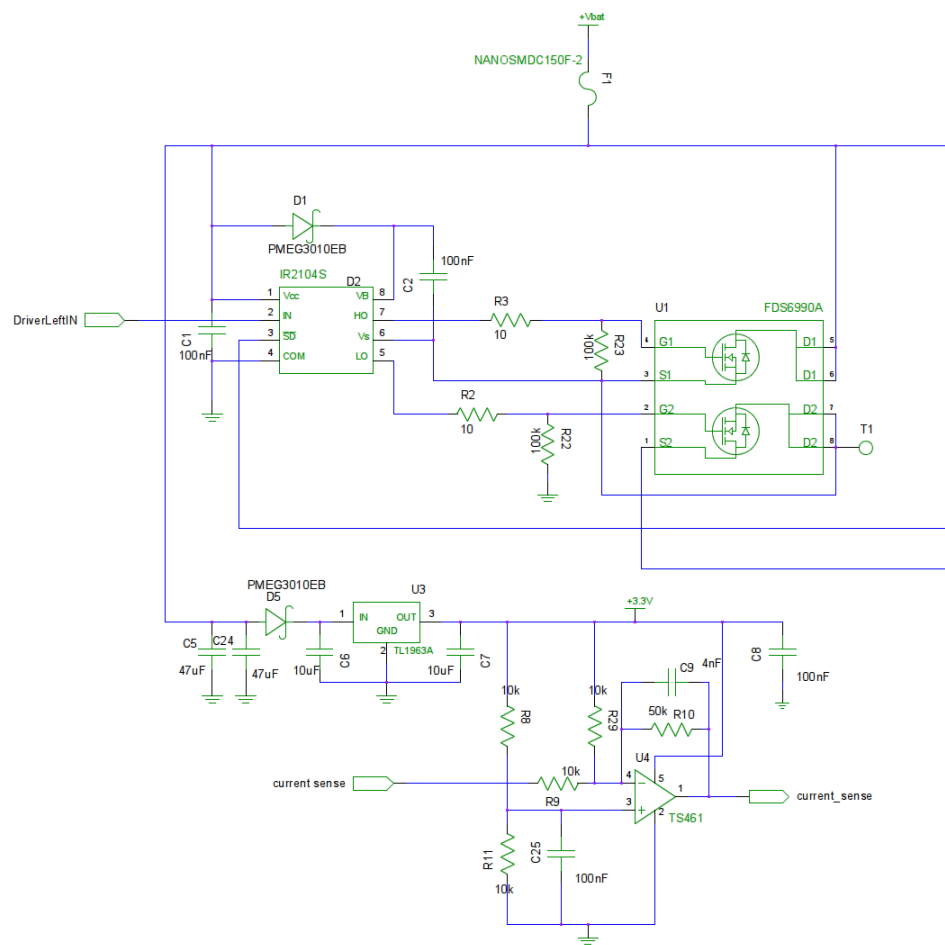 +Vbat
NANOSMDC150F-2
F1
D1
PMEG3010EB
100nF
C2
IR2104S
D2
1 Vcc VB 8
2 IN HO 7
3 SD Vs 6
4 COM LO 5
DriverLeftIN
C1
100nF
R3
10
R23
100k
R2
10
R22
100k
U1
FDS6990A
4 G1 D1 5
3 S1 D1 6
2 G2 D2 7
1 S2 D2 8
T1
PMEG3010EB
D5
U3
1 IN OUT 3
GND
2
TL1963A
C5
47uF
C24
47uF
10uF
C6
10uF
C7
+3.3V
10k
R8
10k
R29
C9
4nF
50k
R10
C8
100nF
U4
current sense
10k
R9
4
5
1
3
2
TS461
current_sense
R11
10k
C25
100nF